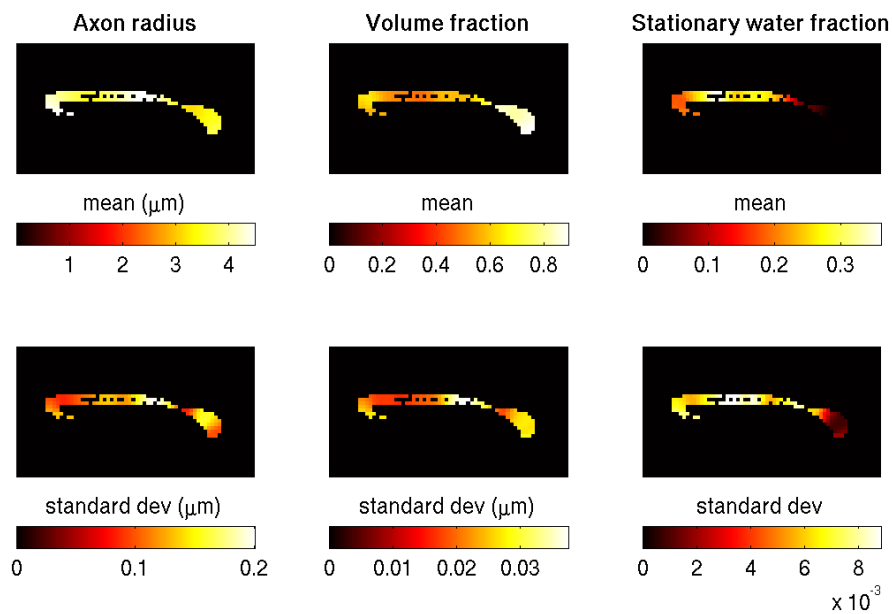 Axon radius Volume fraction Stationary water fraction
mean (μm) mean mean
1 2 3 4 0 0.2 0.4 0.6 0.8 0 0.1 0.2 0.3
standard dev (μm) standard dev (μm) standard dev
0 0.1 0.2 0 0.01 0.02 0.03 0 2 4 6 8
x 10⁻³